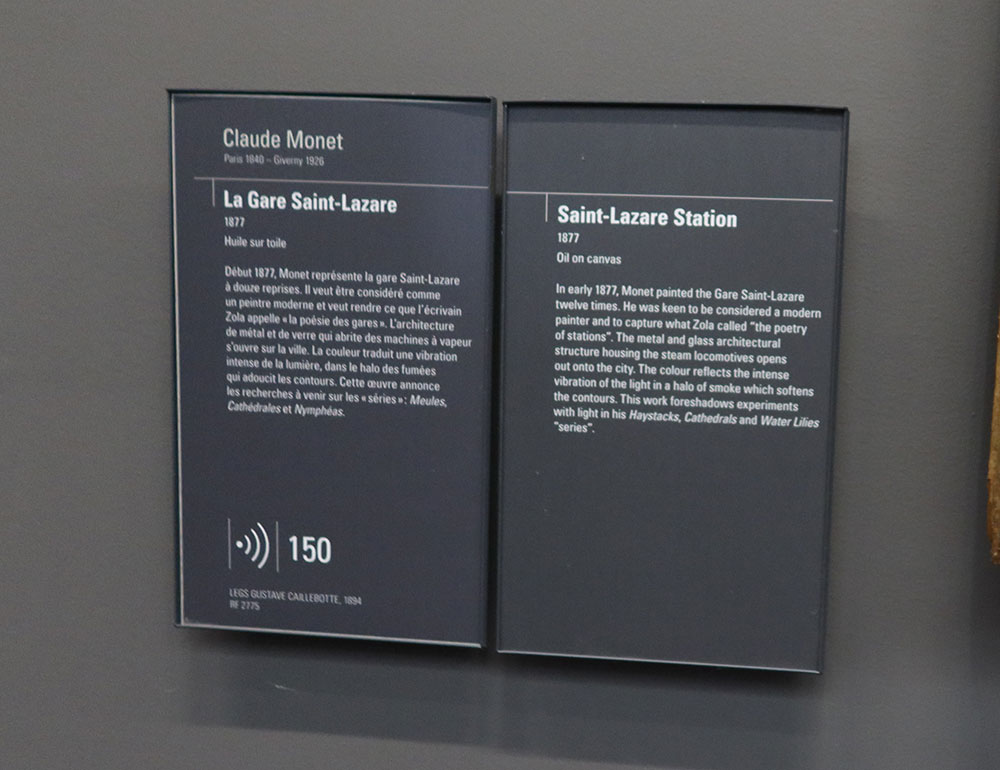 Claude Monet
Paris 1840 – Giverny 1926
La Gare Saint-Lazare
1877
Huile sur toile
Début 1877, Monet représente la gare Saint-Lazare
à douze reprises. Il veut être considéré comme
un peintre moderne et veut rendre ce que l'écrivain
Zola appelle « la poésie des gares ». L'architecture
de métal et de verre qui abrite des machines à vapeur
s'ouvre sur la ville. La couleur traduit une vibration
intense de la lumière, dans le halo des fumées
qui adoucit les contours. Cette œuvre annonce
les recherches à venir sur les « séries » : Meules,
Cathédrales et Nymphéas.
150
LEGS GUSTAVE CAILLEBOTTE, 1894
RF 2775
Saint-Lazare Station
1877
Oil on canvas
In early 1877, Monet painted the Gare Saint-Lazare
twelve times. He was keen to be considered a modern
painter and to capture what Zola called "the poetry
of stations". The metal and glass architectural
structure housing the steam locomotives opens
out onto the city. The colour reflects the intense
vibration of the light in a halo of smoke which softens
the contours. This work foreshadows experiments
with light in his Haystacks, Cathedrals and Water Lilies
"series".